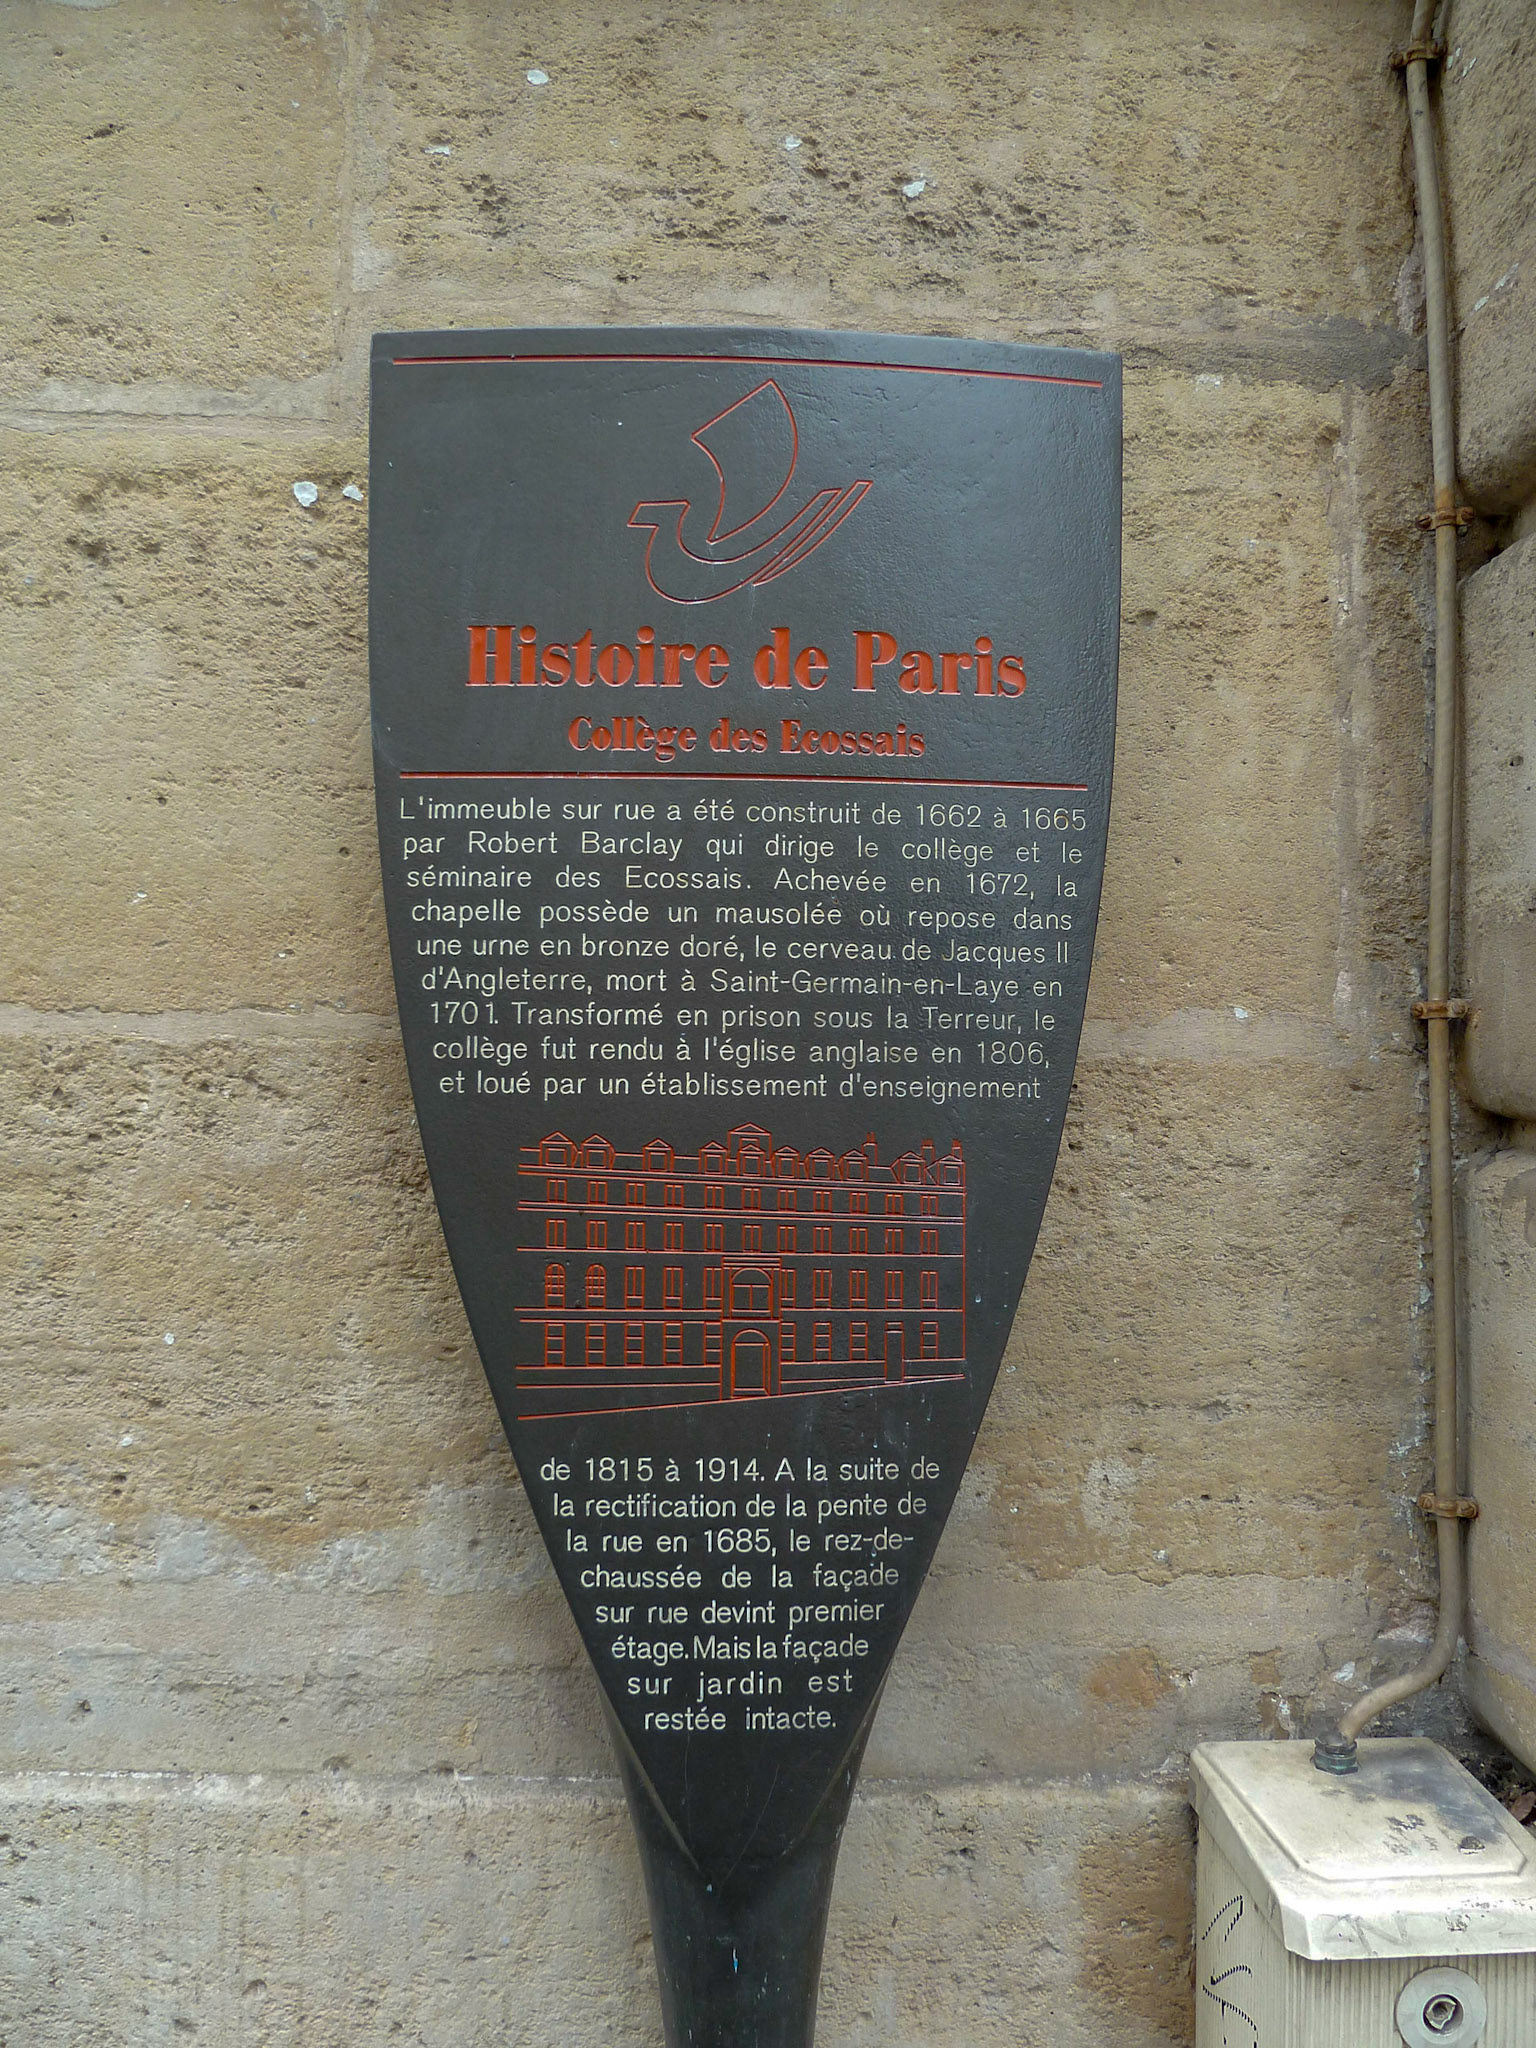 Histoire de Paris
Collège des Ecossais
L'immeuble sur rue a été construit de 1662 à 1665
par Robert Barclay qui dirige le collège et le
séminaire des Ecossais. Achevée en 1672, la
chapelle possède un mausolée où repose dans
une urne en bronze doré, le cerveau de Jacques II
d'Angleterre, mort à Saint-Germain-en-Laye en
1701. Transformé en prison sous la Terreur, le
collège fut rendu à l'église anglaise en 1806,
et loué par un établissement d'enseignement
de 1815 à 1914. A la suite de
la rectification de la pente de
la rue en 1685, le rez-de-
chaussée de la façade
sur rue devint premier
étage. Mais la façade
sur jardin est
restée intacte.